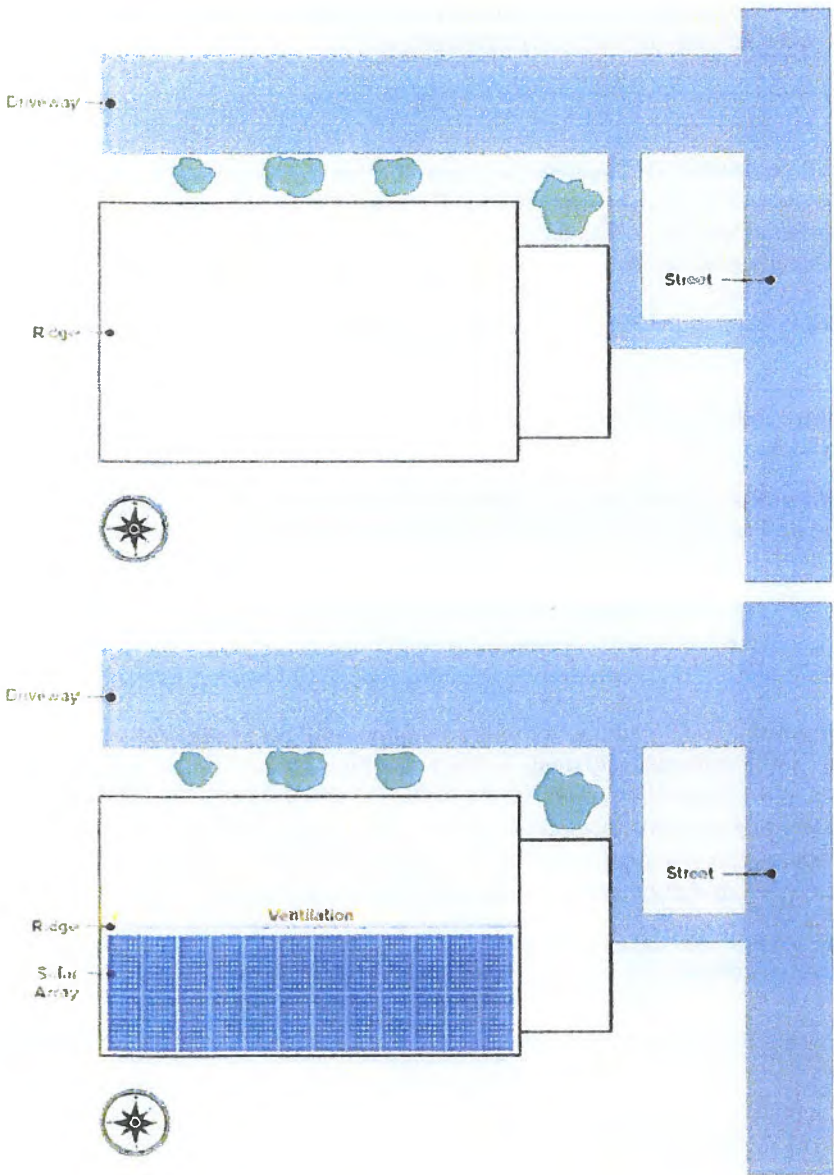 Driveway
Street
Ridge
Driveway
Street
Ventilation
Ridge
Solar
Array